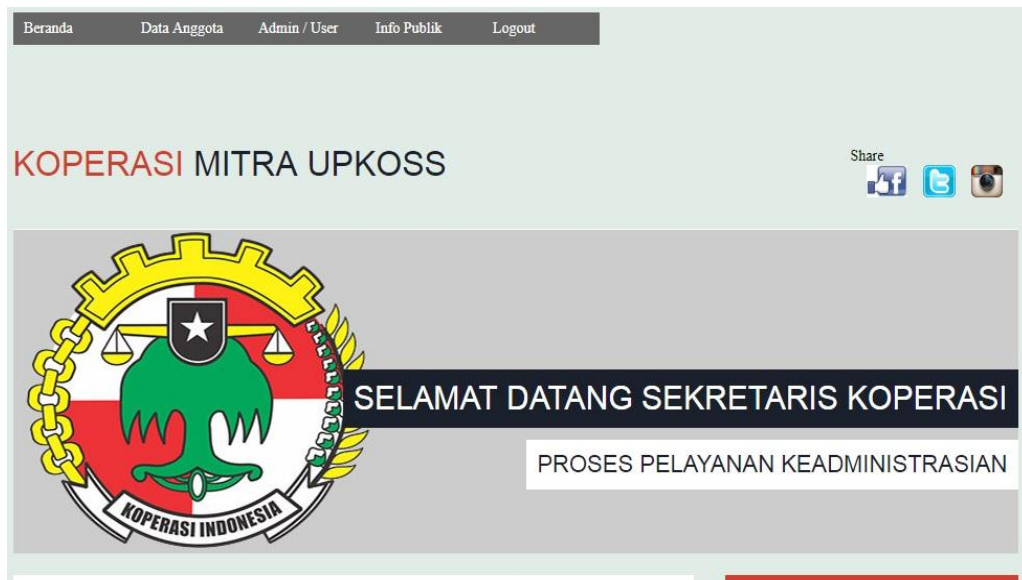 Beranda Data Anggota Admin / User Info Publik Logout
KOPERASI MITRA UPKOSS
Share
SELAMAT DATANG SEKRETARIS KOPERASI
PROSES PELAYANAN KEADMINISTRASIAN
KOPERASI INDONESIA